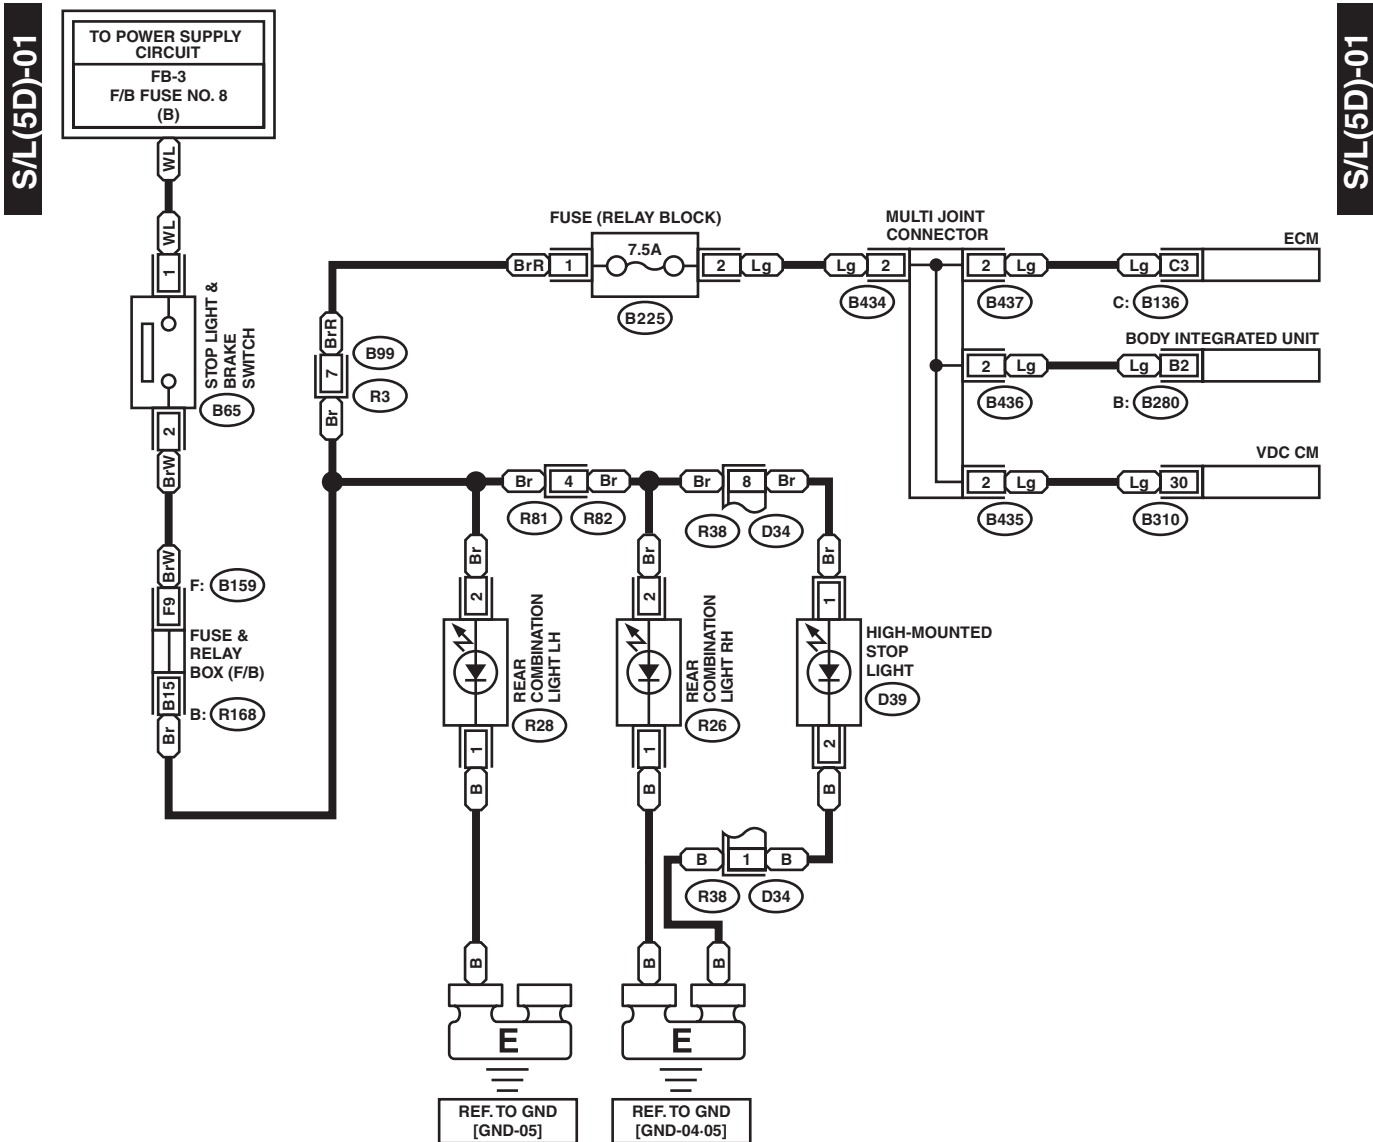 S/L(5D)-01
S/L(5D)-01
TO POWER SUPPLY
CIRCUIT
FB-3
F/B FUSE NO. 8
(B)
WL
WL
1
STOP LIGHT &
BRAKE
SWITCH
B65
2
BrW
BrW
F9
F: B159
FUSE &
RELAY
BOX (F/B)
B15
B: R168
Br
BrR
7
Br
B99
R3
FUSE (RELAY BLOCK)
BrR 1 7.5A 2 Lg
B225
MULTI JOINT
CONNECTOR
Lg 2
B434
2 Lg
B437
ECM
Lg C3
C: B136
2 Lg
B436
BODY INTEGRATED UNIT
Lg B2
B: B280
2 Lg
B435
VDC CM
Lg 30
B310
Br 4 Br
R81 R82
Br 8 Br
R38 D34
Br
2
REAR
COMBINATION
LIGHT LH
R28
1
B
B
Br
2
REAR
COMBINATION
LIGHT RH
R26
1
B
B
Br
1
HIGH-MOUNTED
STOP
LIGHT
D39
2
B
B 1 B
R38 D34
B
E
REF. TO GND
[GND-05]
E
REF. TO GND
[GND-04·05]